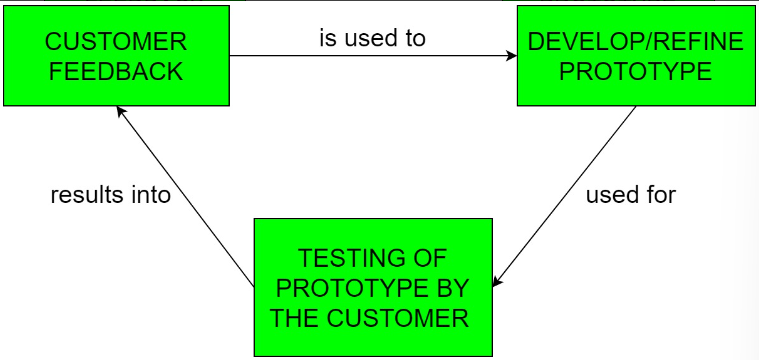 CUSTOMER
FEEDBACK
is used to
DEVELOP/REFINE
PROTOTYPE
used for
TESTING OF
PROTOTYPE BY
THE CUSTOMER
results into